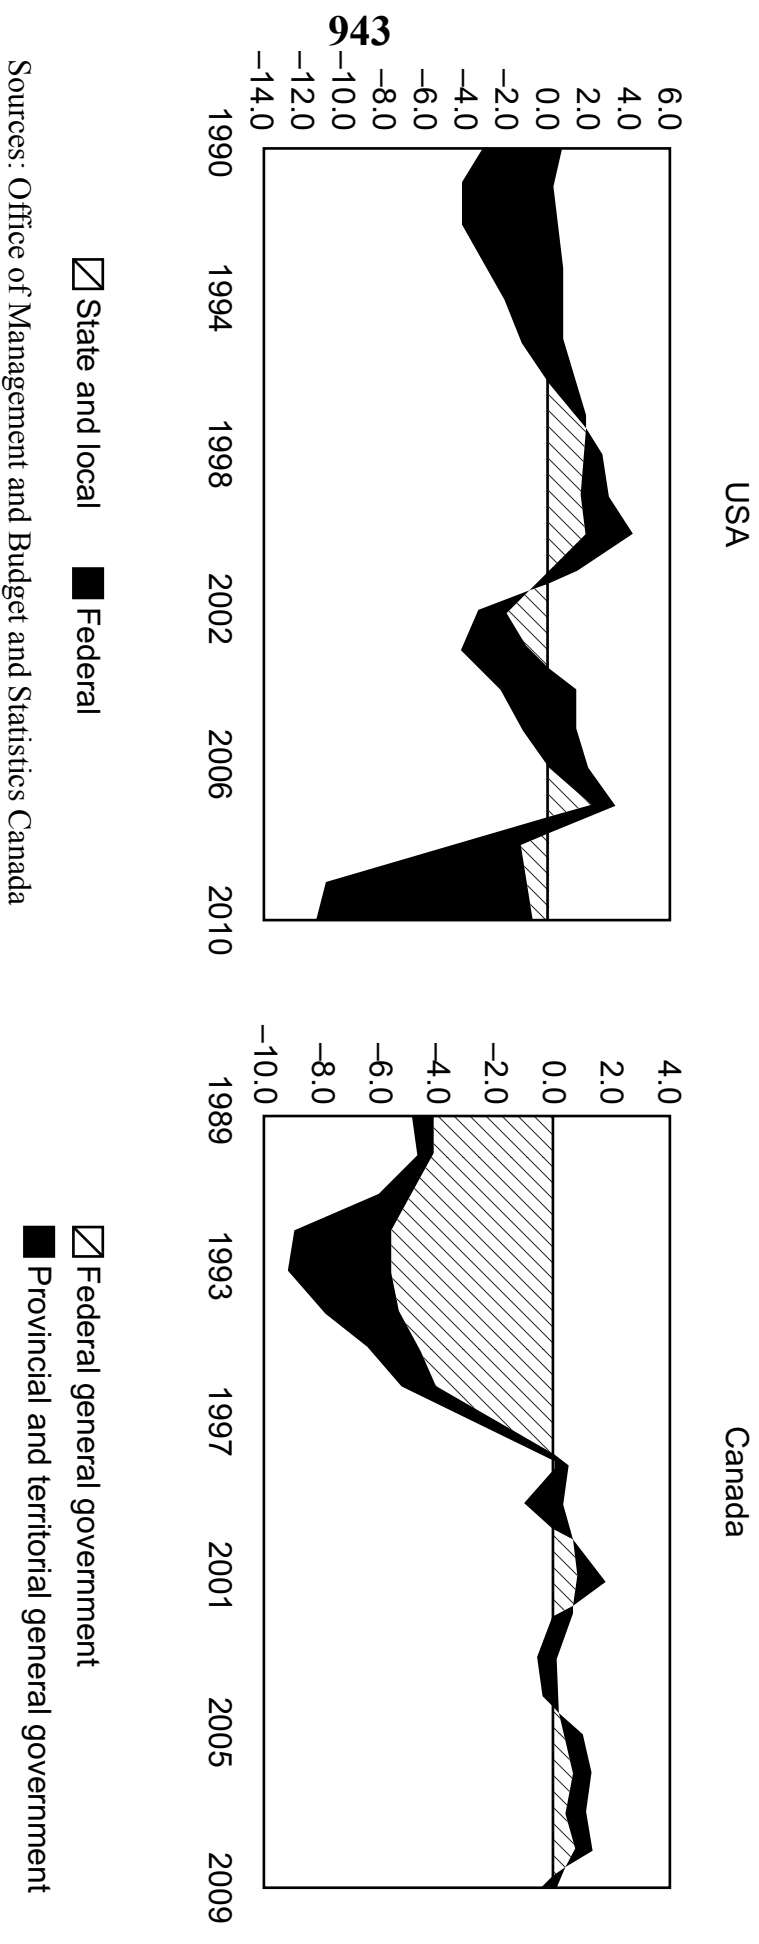 943
USA
6.0
4.0
2.0
0.0
–2.0
–4.0
–6.0
–8.0
–10.0
–12.0
–14.0
1990 1994 1998 2002 2006 2010
State and local Federal
Canada
4.0
2.0
0.0
–2.0
–4.0
–6.0
–8.0
–10.0
1989 1993 1997 2001 2005 2009
Federal general government
Provincial and territorial general government
Sources: Office of Management and Budget and Statistics Canada